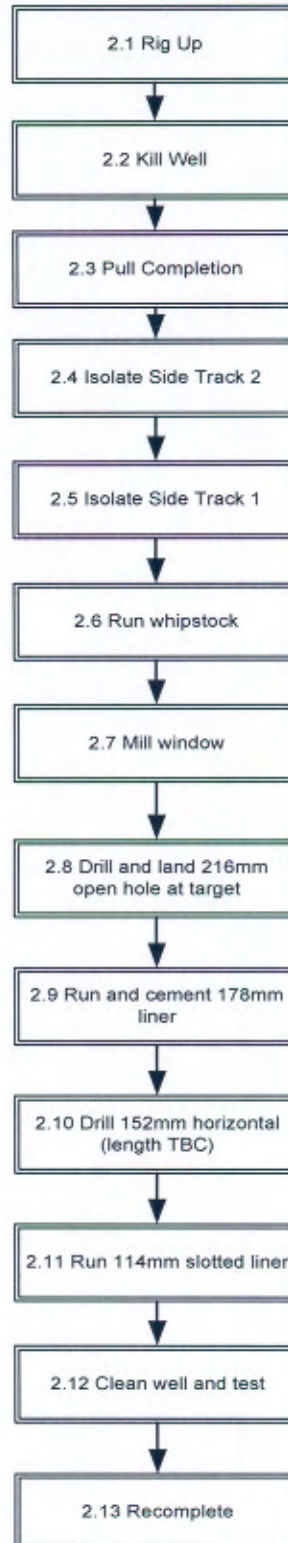 2.1 Rig Up
2.2 Kill Well
2.3 Pull Completion
2.4 Isolate Side Track 2
2.5 Isolate Side Track 1
2.6 Run whipstock
2.7 Mill window
2.8 Drill and land 216mm
open hole at target
2.9 Run and cement 178mm
liner
2.10 Drill 152mm horizontal
(length TBC)
2.11 Run 114mm slotted liner
2.12 Clean well and test
2.13 Recomplete